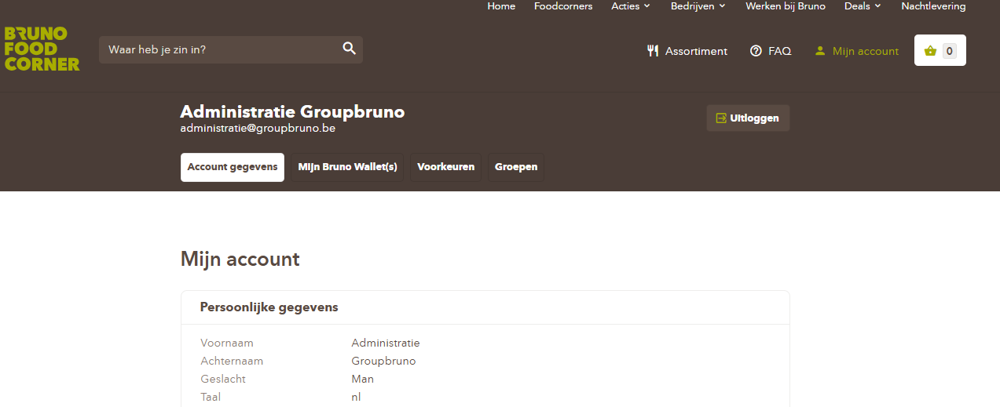 Home Foodcorners Acties Bedrijven Werken bij Bruno Deals Nachtlevering
BRUNO
FOOD
CORNER
Waar heb je zin in?
Assortiment FAQ Mijn account 0
Administratie Groupbruno
administratie@groupbruno.be
Uitloggen
Account gegevens Mijn Bruno Wallet(s) Voorkeuren Groepen
Mijn account
Persoonlijke gegevens
Voornaam Administratie
Achternaam Groupbruno
Geslacht Man
Taal nl